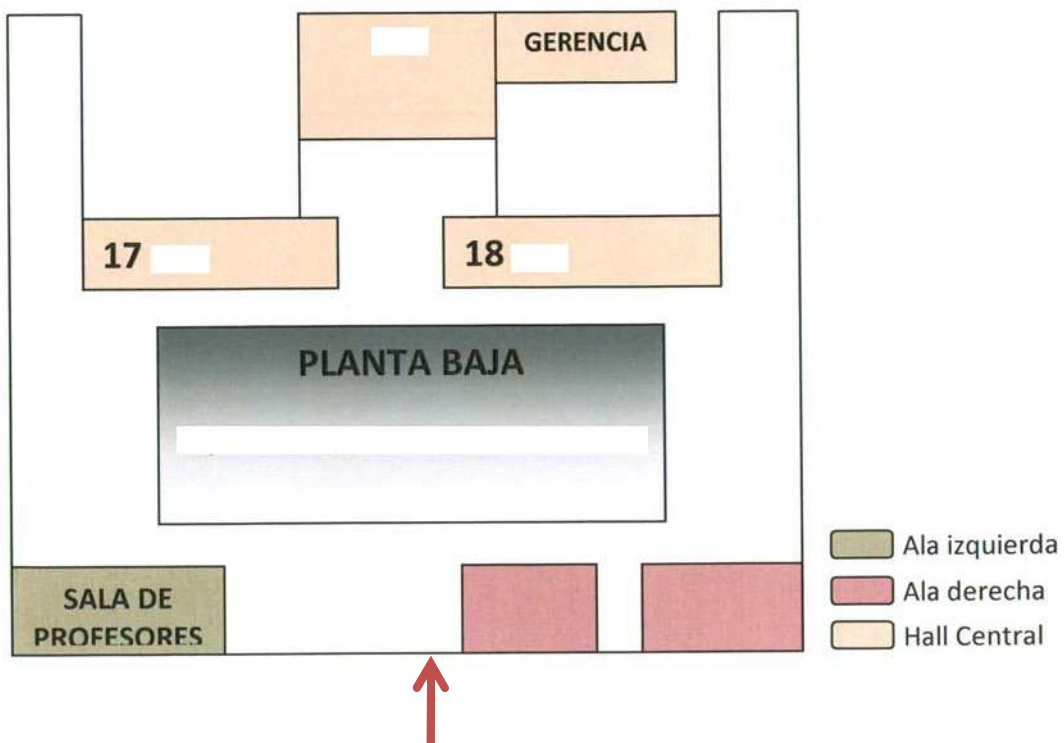 GERENCIA
17
18
PLANTA BAJA
SALA DE
PROFESORES
Ala izquierda
Ala derecha
Hall Central